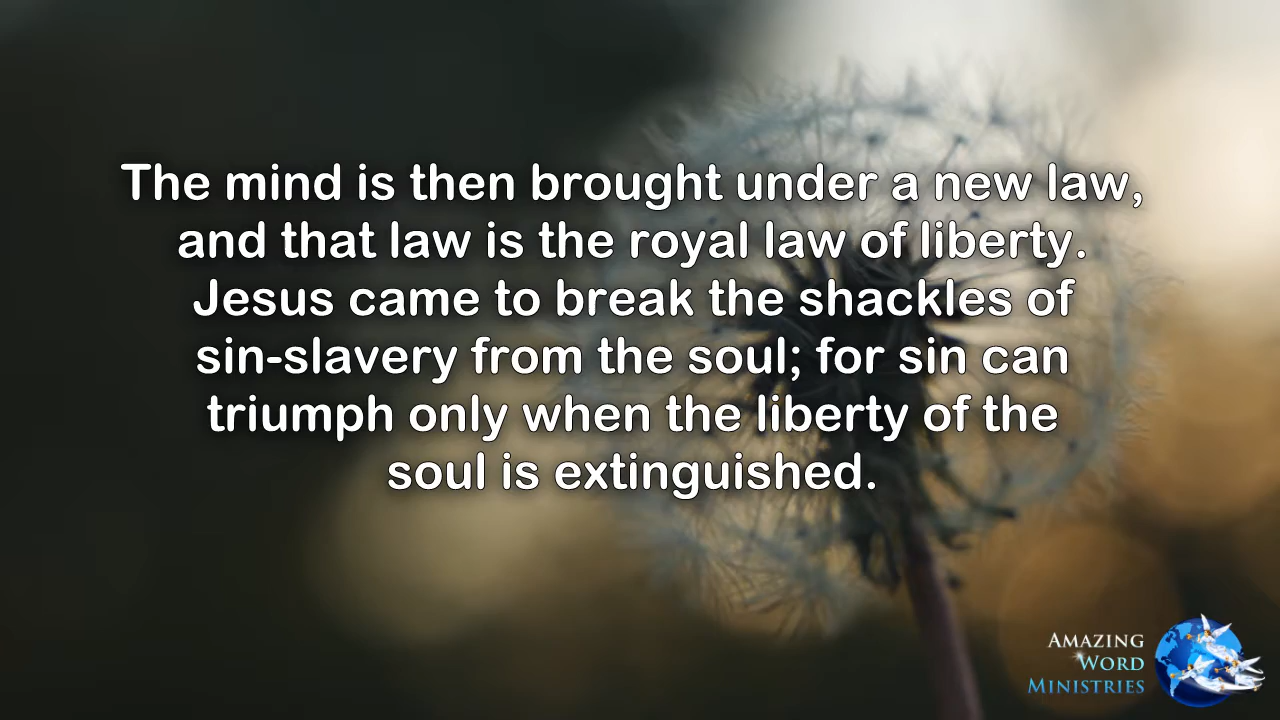 The mind is then brought under a new law,
and that law is the royal law of liberty.
Jesus came to break the shackles of
sin-slavery from the soul; for sin can
triumph only when the liberty of the
soul is extinguished.
AMAZING
WORD
MINISTRIES